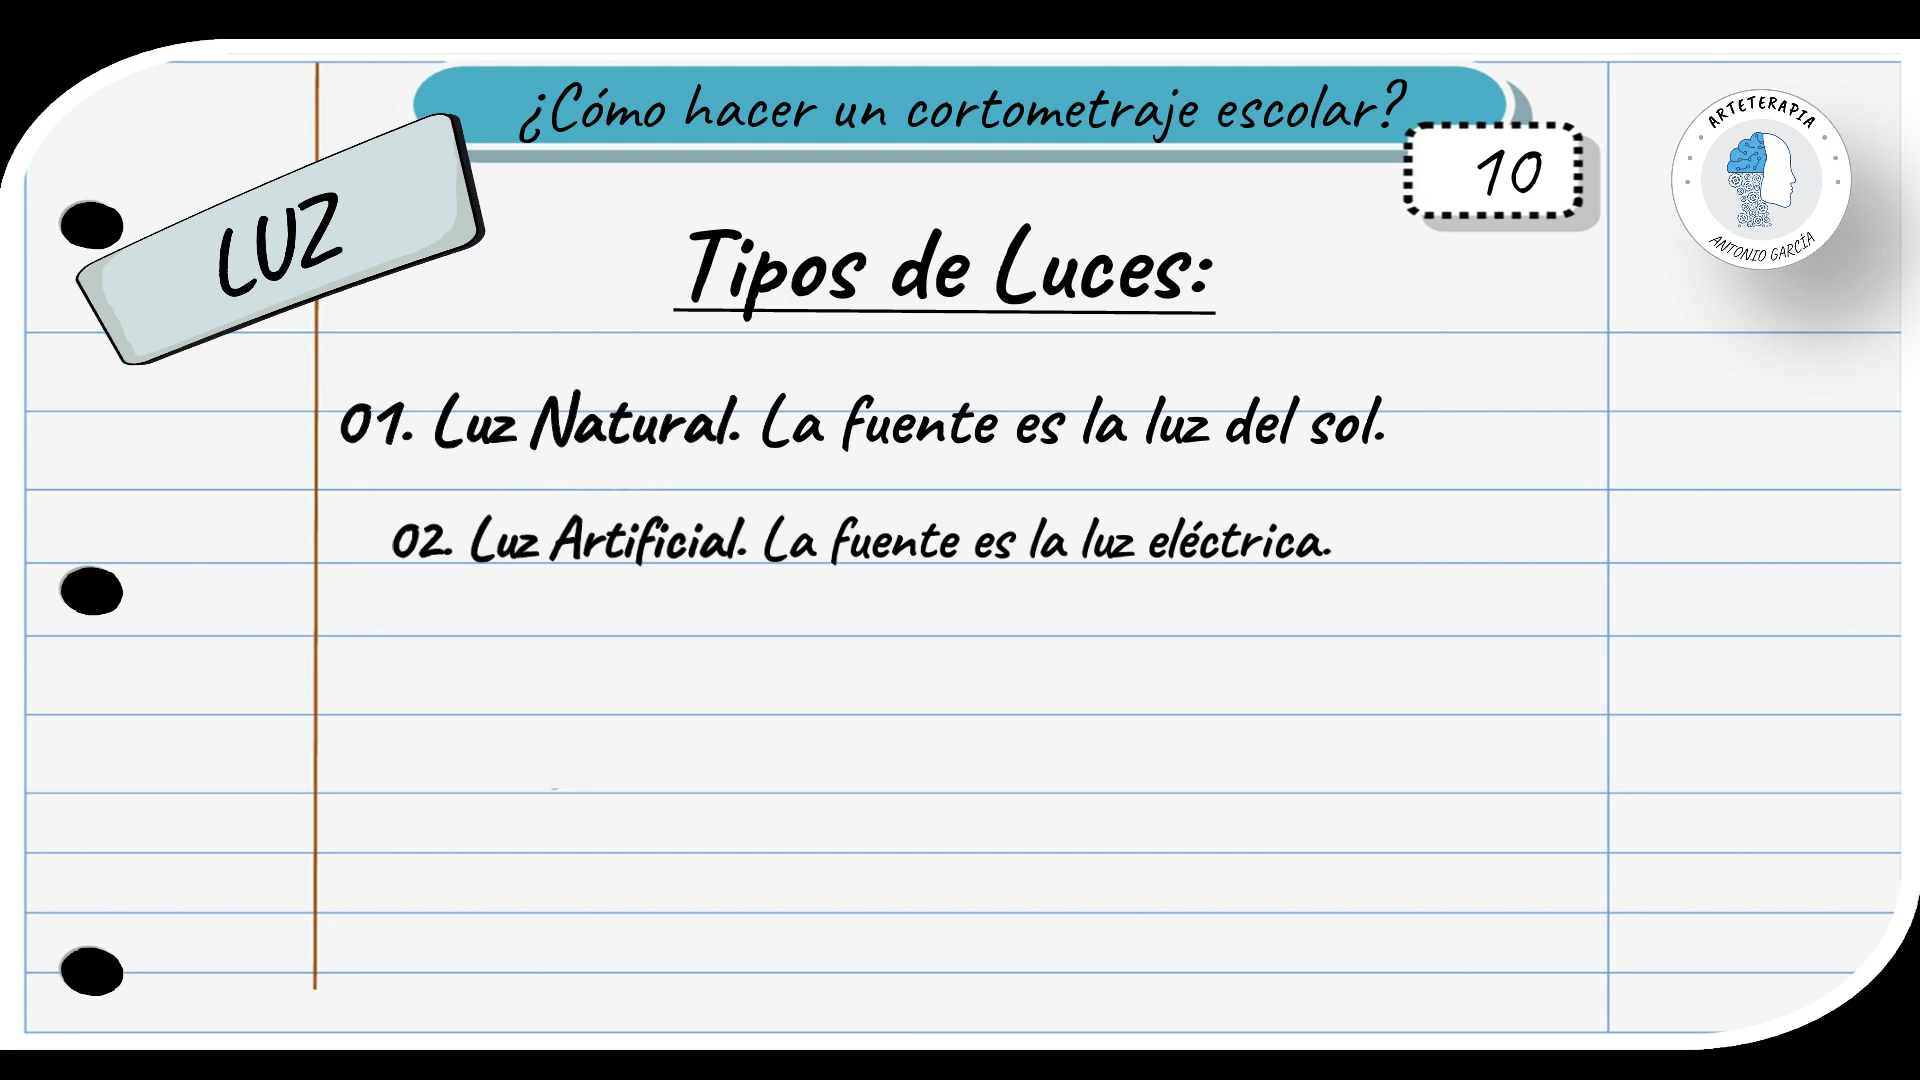 ¿Cómo hacer un cortometraje escolar?
10
LUZ
ARTETERAPIA
ANTONIO GARCÍA
Tipos de Luces:
01. Luz Natural. La fuente es la luz del sol.
02. Luz Artificial. La fuente es la luz eléctrica.